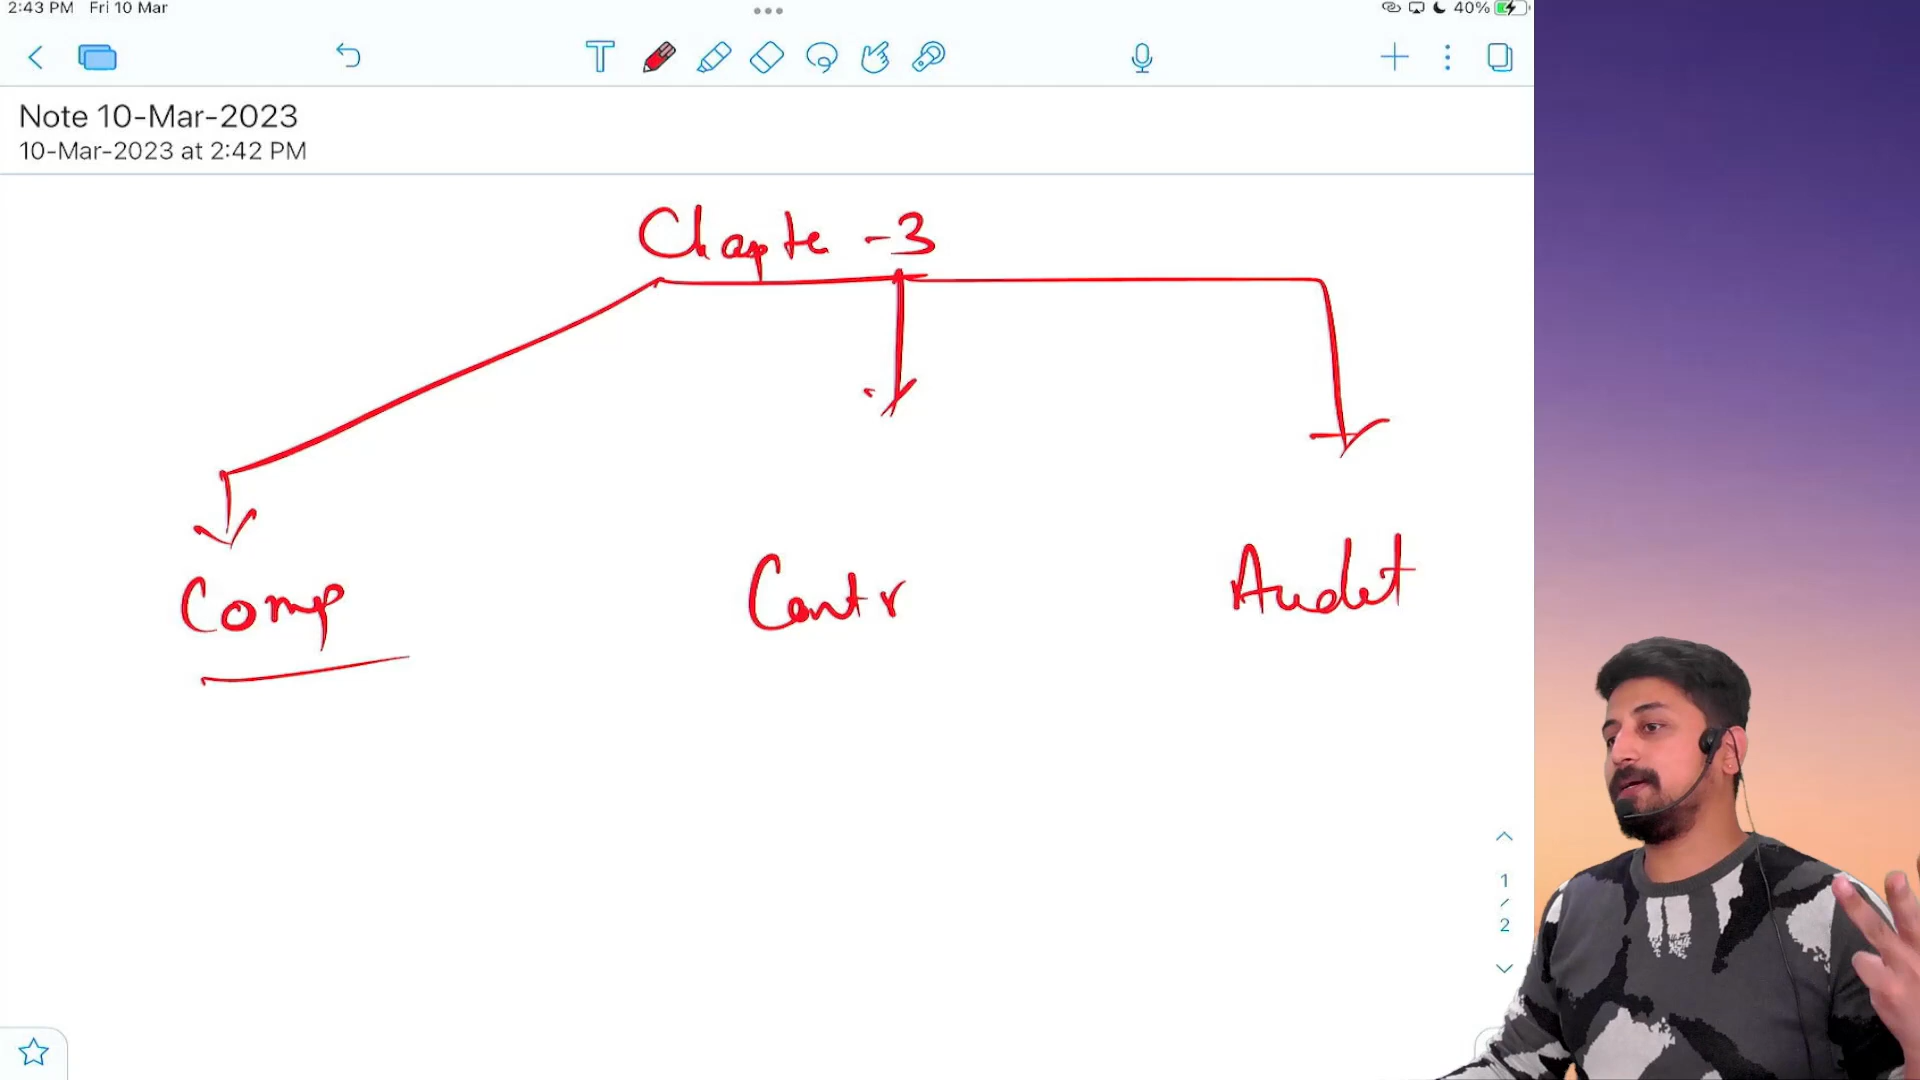 2:43 PM Fri 10 Mar 40%
T
Note 10-Mar-2023
10-Mar-2023 at 2:42 PM
Chapte -3
Comp Contr Audit
1
2